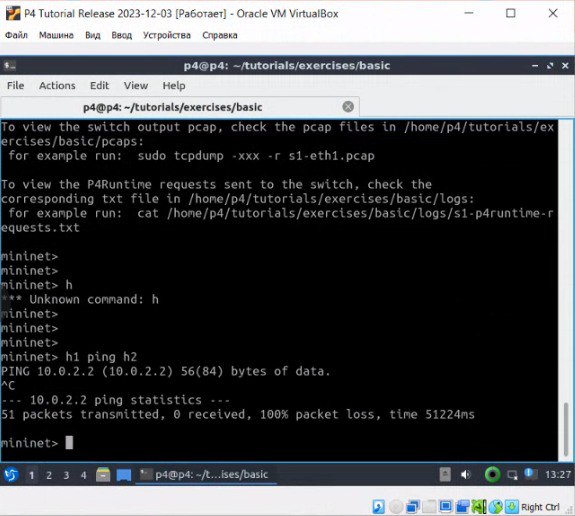 P4 Tutorial Release 2023-12-03 [Работает] - Oracle VM VirtualBox
Файл Машина Вид Ввод Устройства Справка
p4@p4: ~/tutorials/exercises/basic
File Actions Edit View Help
p4@p4: ~/tutorials/exercises/basic
To view the switch output pcap, check the pcap files in /home/p4/tutorials/ex
ercises/basic/pcaps:
for example run: sudo tcpdump -xxx -r s1-eth1.pcap
To view the P4Runtime requests sent to the switch, check the
corresponding txt file in /home/p4/tutorials/exercises/basic/logs:
for example run: cat /home/p4/tutorials/exercises/basic/logs/s1-p4runtime-r
equests.txt
mininet>
mininet>
mininet> h
*** Unknown command: h
mininet>
mininet>
mininet>
mininet> h1 ping h2
PING 10.0.2.2 (10.0.2.2) 56(84) bytes of data.
^C
--- 10.0.2.2 ping statistics ---
51 packets transmitted, 0 received, 100% packet loss, time 51224ms
mininet>
1 2 3 4 p4@p4: ~/t...ises/basic 13:27
Right Ctrl